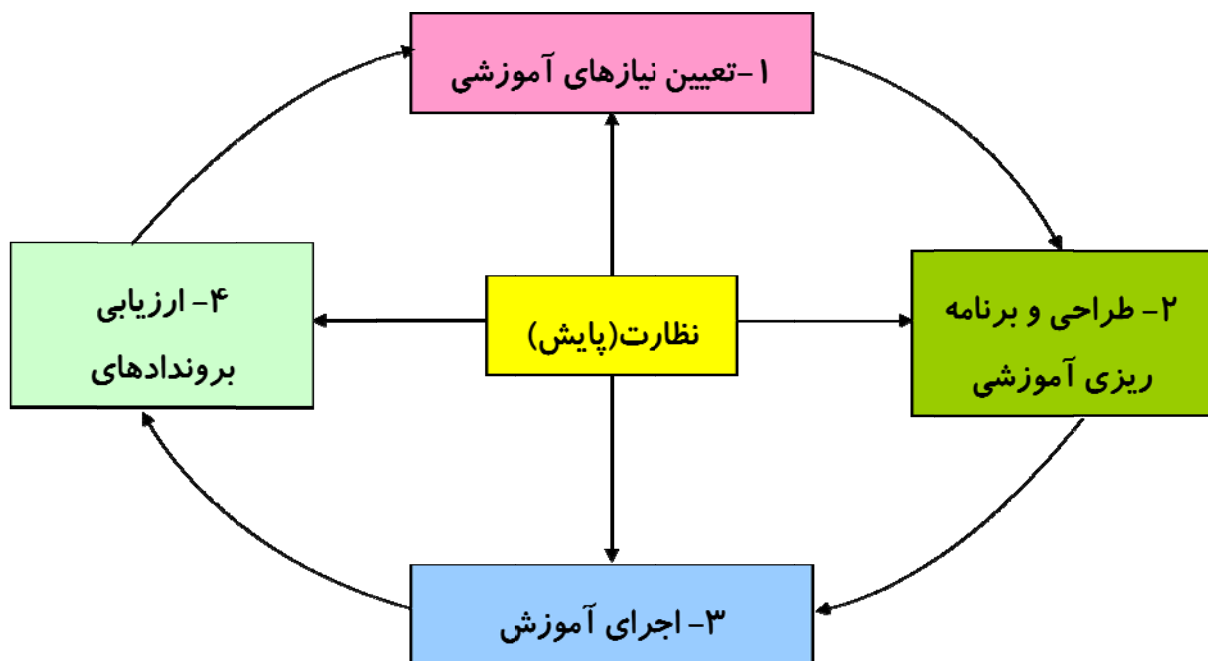 ۱-تعیین نیازهای آموزشی
۲- طراحی و برنامه
ریزی آموزشی
نظارت(پایش)
۴- ارزیابی
بروندادهای
۳- اجرای آموزش